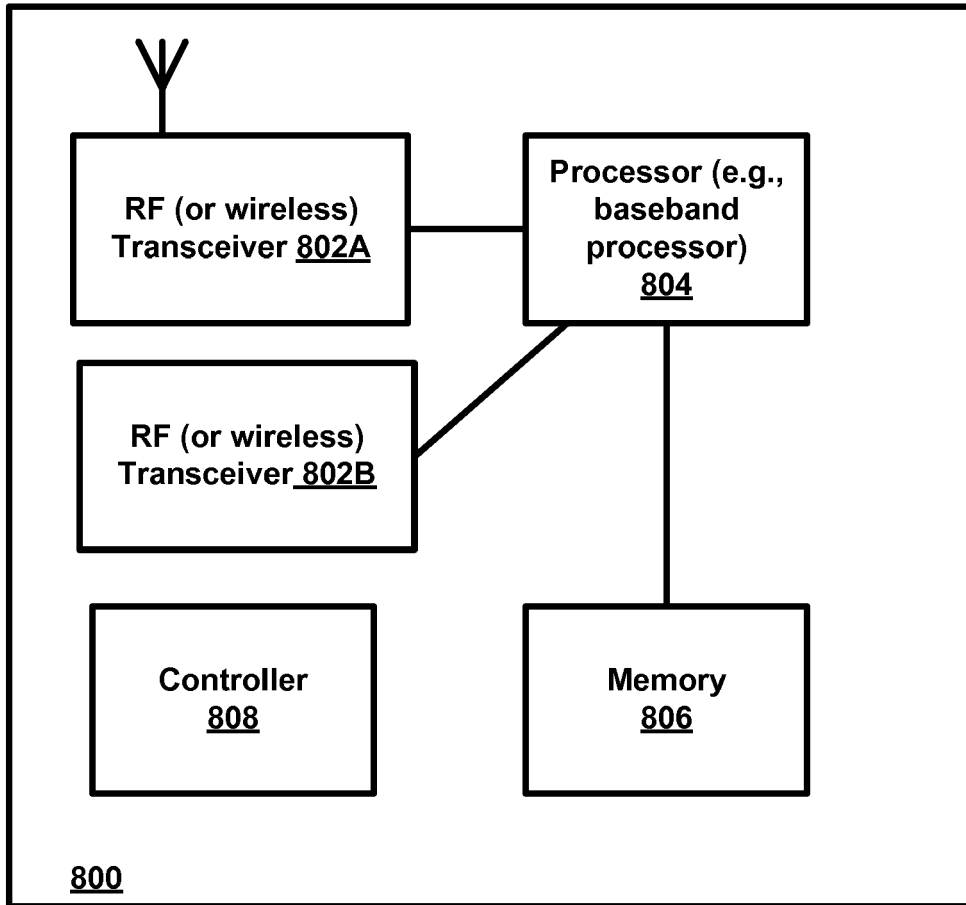 RF (or wireless)
Transceiver 802A
Processor (e.g.,
baseband
processor)
804
RF (or wireless)
Transceiver 802B
Controller
808
Memory
806
800